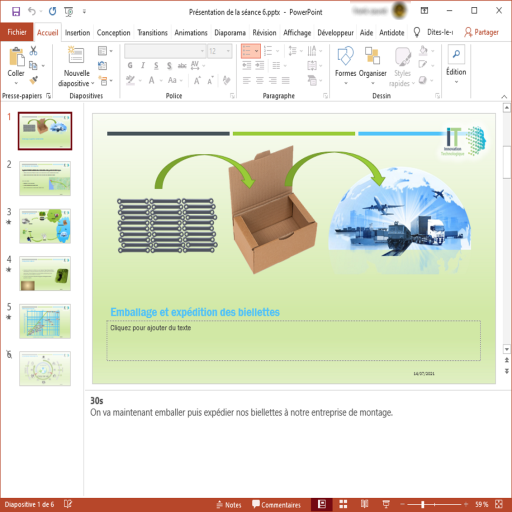 Présentation de la séance 6.pptx - PowerPoint
Fichier Accueil Insertion Conception Transitions Animations Diaporama Révision Affichage Développeur Aide Antidote Dites-le-i Partager
Coller
Nouvelle diapositive
G I S abc AV
Aa A
12
Formes Organiser Styles rapides
Édition
Presse-papiers Diapositives Police Paragraphe Dessin
1
2
3
4
5
6
IT
Innovation
Technologique
Emballage et expédition des biellettes
Cliquez pour ajouter du texte
14/07/2021
30s
On va maintenant emballer puis expédier nos biellettes à notre entreprise de montage.
Diapositive 1 de 6 Notes Commentaires 59 %